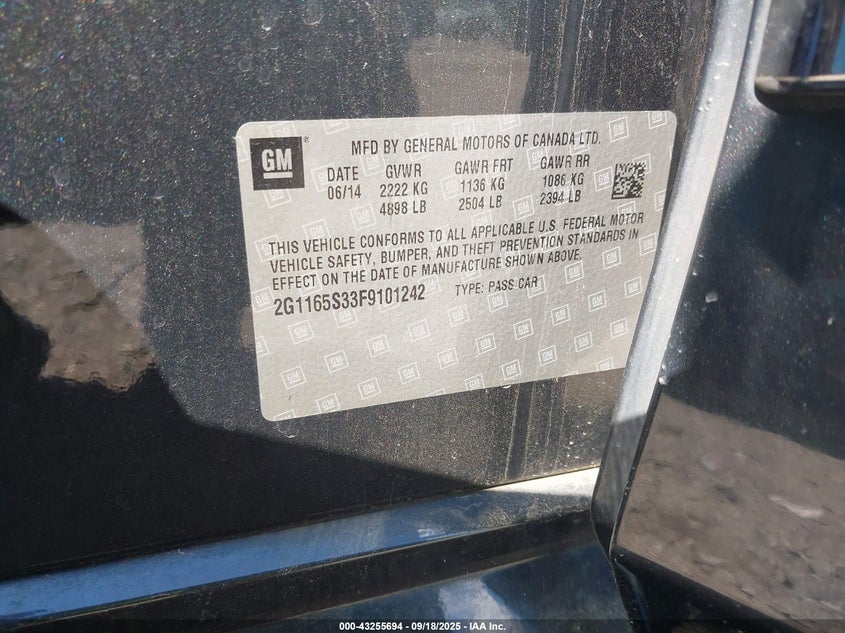 GM
MFD BY GENERAL MOTORS OF CANADA LTD.
DATE GVWR GAWR FRT GAWR RR
06/14 2222 KG 1136 KG 1086 KG
4898 LB 2504 LB 2394 LB
THIS VEHICLE CONFORMS TO ALL APPLICABLE U.S. FEDERAL MOTOR
VEHICLE SAFETY, BUMPER, AND THEFT PREVENTION STANDARDS IN
EFFECT ON THE DATE OF MANUFACTURE SHOWN ABOVE.
2G1165S33F9101242 TYPE: PASS CAR
000-43255694 - 09/18/2025 - IAA Inc.